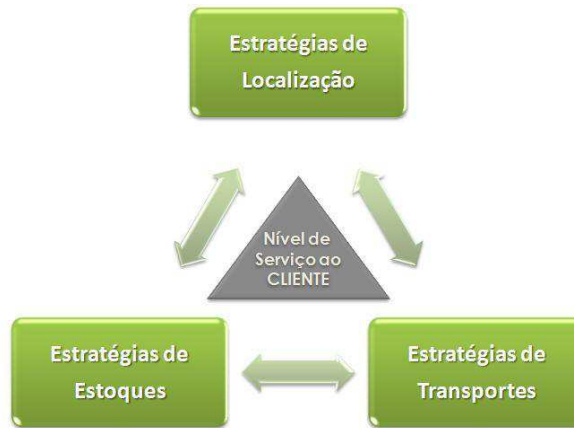 Estratégias de
Localização
Nível de
Serviço ao
CLIENTE
Estratégias de
Estoques
Estratégias de
Transportes